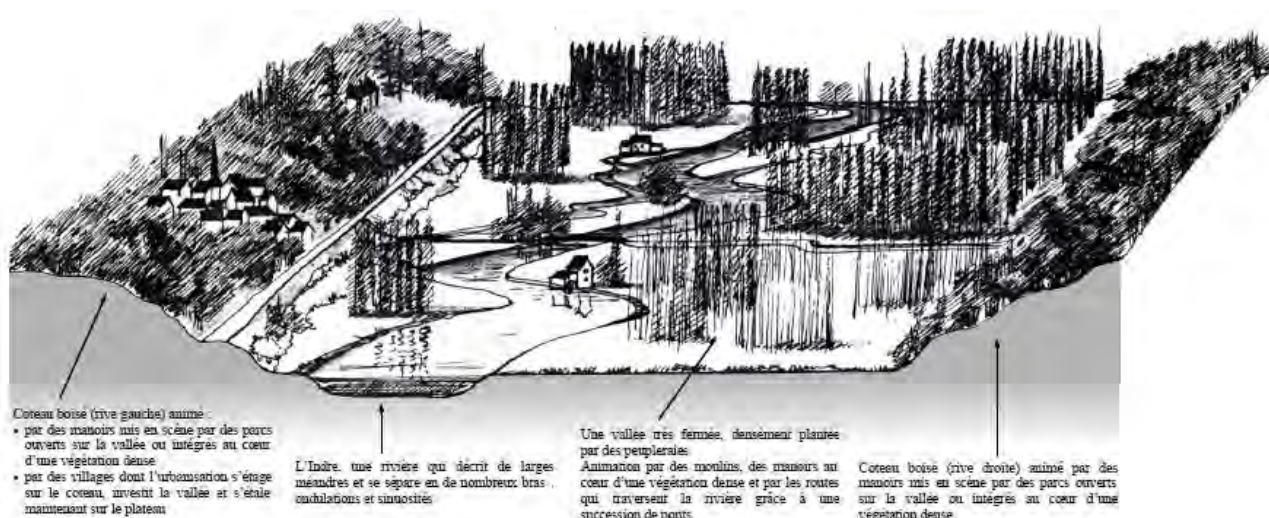 Coteau boisé (rive gauche) animé :
• par des manoirs mis en scène par des parcs
ouverts sur la vallée ou intégrés au cœur
d'une végétation dense
• par des villages dont l'urbanisation s'étage
sur le coteau, investit la vallée et s'étale
maintenant sur le plateau
L'Indre, une rivière qui décrit de larges
méandres et se sépare en de nombreux bras :
ondulations et sinuosités
Une vallée très fermée, densément plantée
par des peupleraies
Animation par des moulins, des manoirs au
cœur d'une végétation dense et par les routes
qui traversent la rivière grâce à une
succession de ponts.
Coteau boisé (rive droite) animé par des
manoirs mis en scène par des parcs ouverts
sur la vallée ou intégrés au cœur d'une
végétation dense